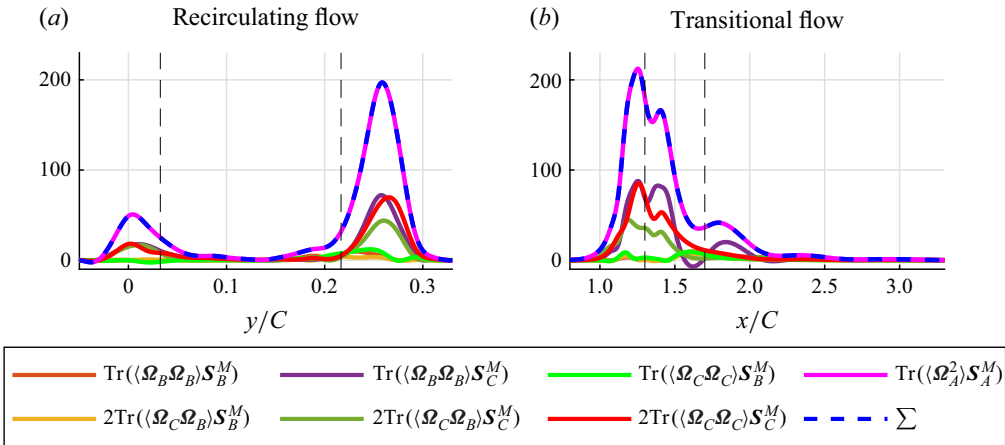 (a) Recirculating flow (b) Transitional flow
200 200
100 100
0 0
0 0.1 0.2 0.3 1.0 1.5 2.0 2.5 3.0
y/C x/C
Tr(⟨Ω_BΩ_B⟩S_B^M) Tr(⟨Ω_BΩ_B⟩S_C^M) Tr(⟨Ω_CΩ_C⟩S_B^M) Tr(⟨Ω_A^2⟩S_A^M)
2Tr(⟨Ω_CΩ_B⟩S_B^M) 2Tr(⟨Ω_CΩ_B⟩S_C^M) 2Tr(⟨Ω_CΩ_C⟩S_C^M) ∑